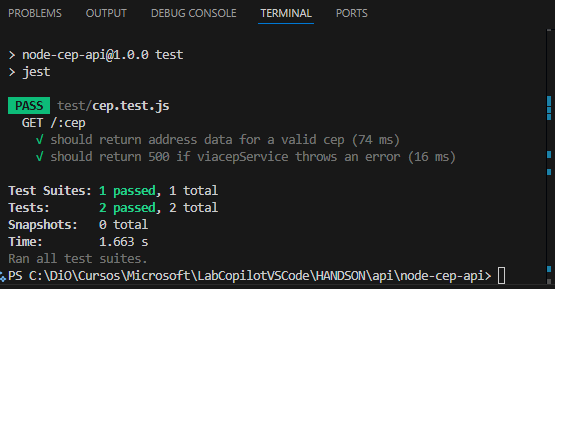 PROBLEMS OUTPUT DEBUG CONSOLE TERMINAL PORTS
> node-cep-api@1.0.0 test
> jest
PASS test/cep.test.js
GET /:cep
√ should return address data for a valid cep (74 ms)
√ should return 500 if viacepService throws an error (16 ms)
Test Suites: 1 passed, 1 total
Tests: 2 passed, 2 total
Snapshots: 0 total
Time: 1.663 s
Ran all test suites.
PS C:\DiO\Cursos\Microsoft\LabCopilotVSCode\HANDSON\api\node-cep-api>